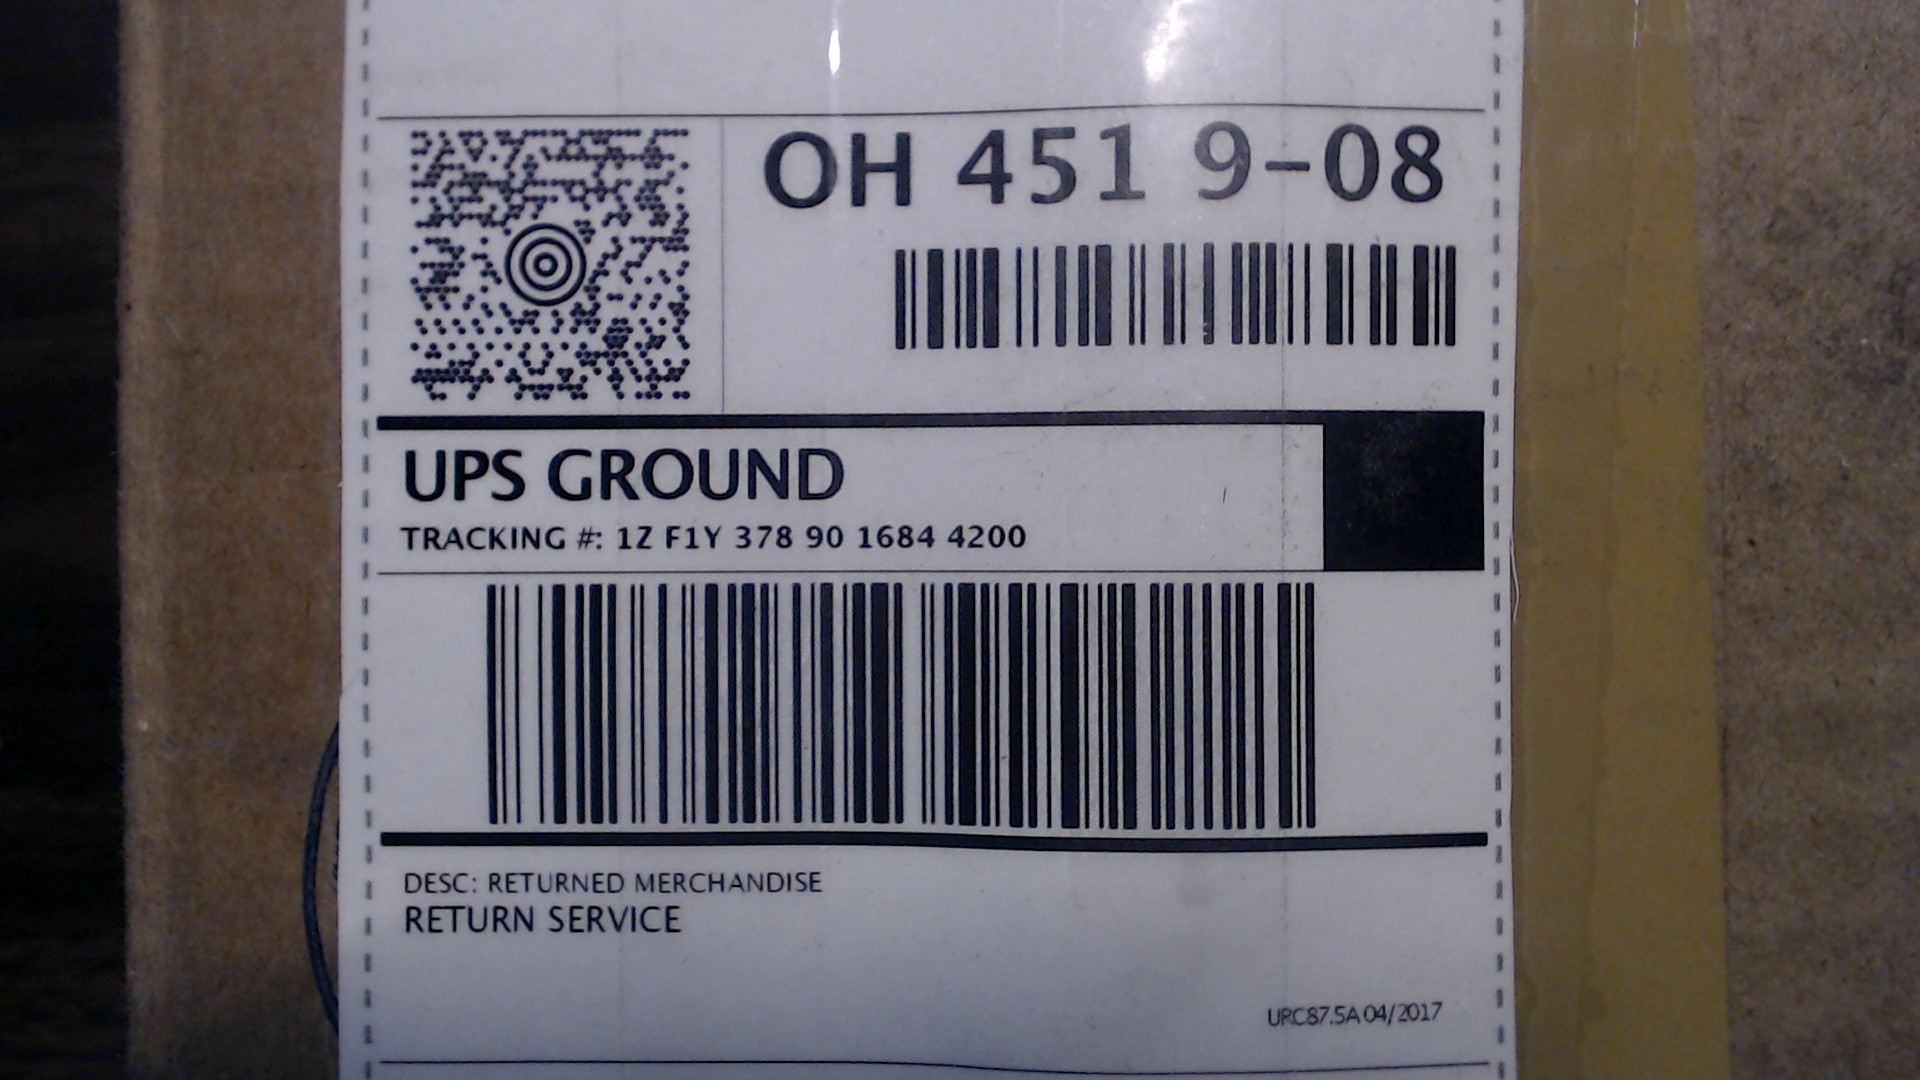 OH 451 9-08
UPS GROUND
TRACKING #: 1Z F1Y 378 90 1684 4200
DESC: RETURNED MERCHANDISE
RETURN SERVICE
URC87.5A 04/2017